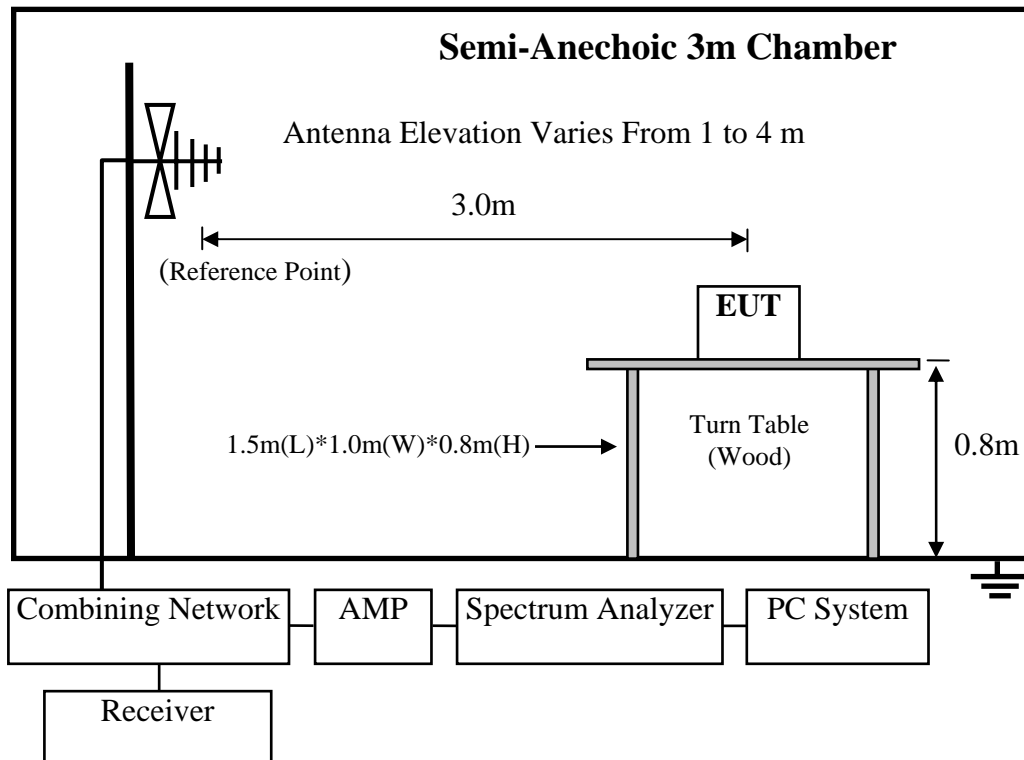 Semi-Anechoic 3m Chamber
Antenna Elevation Varies From 1 to 4 m
3.0m
(Reference Point)
EUT
1.5m(L)*1.0m(W)*0.8m(H)
Turn Table
(Wood)
0.8m
Combining Network
AMP
Spectrum Analyzer
PC System
Receiver